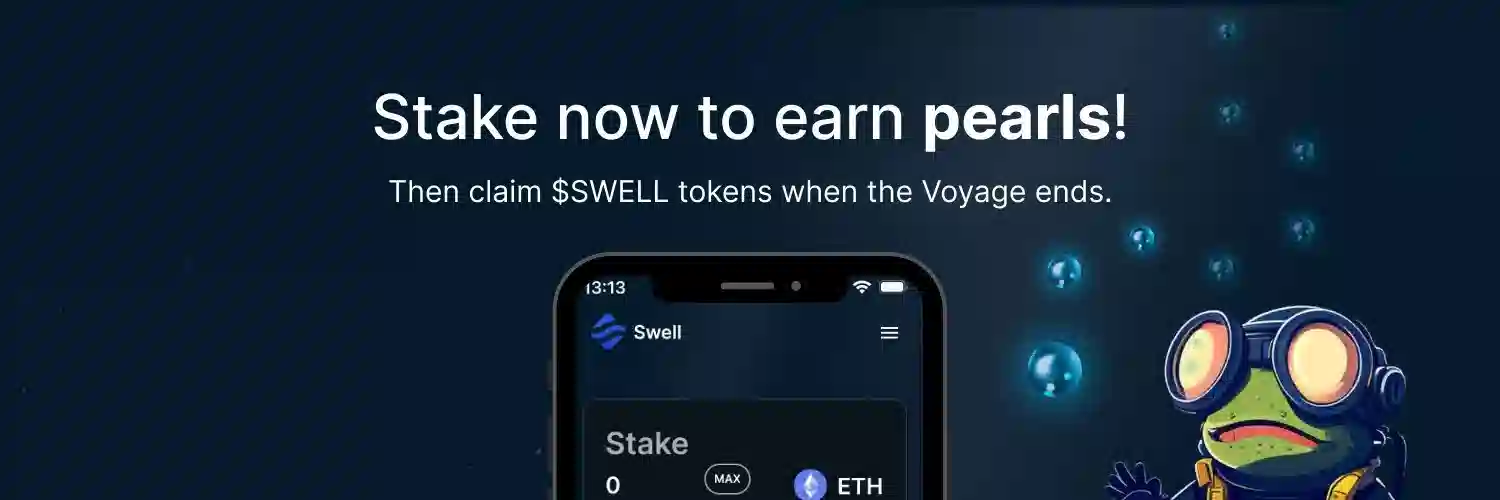 Stake now to earn pearls!
Then claim $SWELL tokens when the Voyage ends.
13:13
Swell
Stake
0 MAX ETH